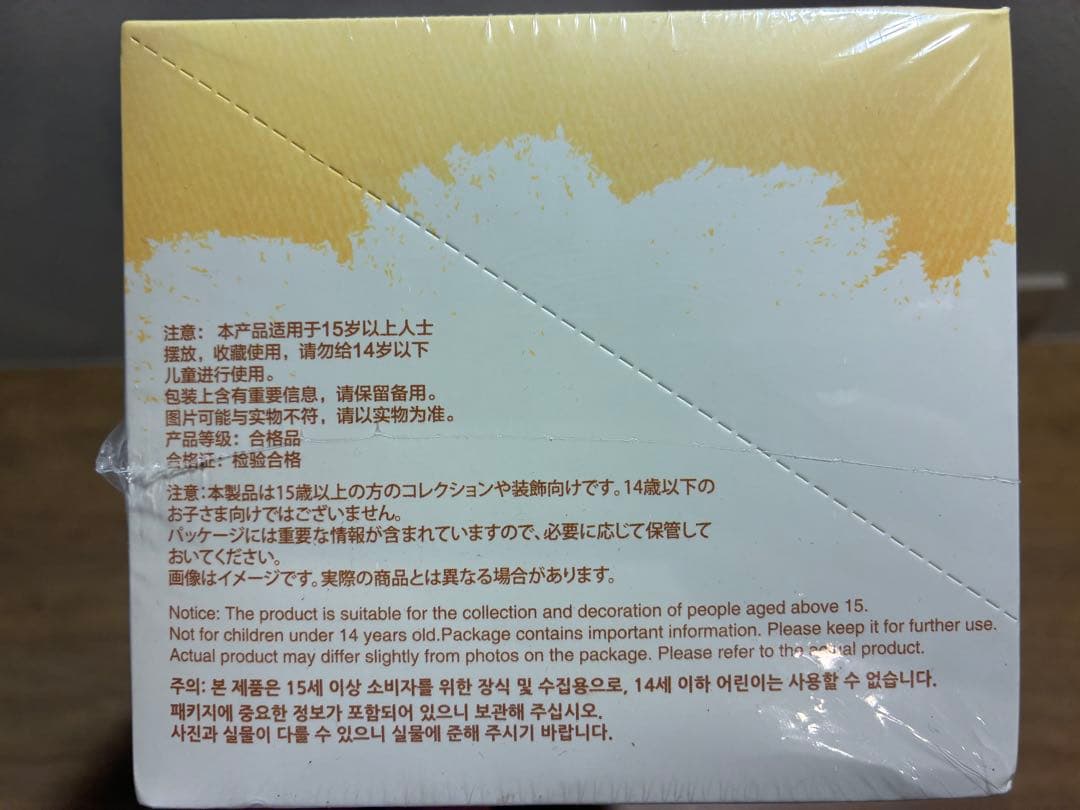 注意： 本产品适用于15岁以上人士
摆放，收藏使用，请勿给14岁以下
儿童进行使用。
包装上含有重要信息，请保留备用。
图片可能与实物不符，请以实物为准。
产品等级：合格品
合格证：检验合格
注意：本製品は15歳以上の方のコレクションや装飾向けです。14歳以下の
お子さま向けではございません。
パッケージには重要な情報が含まれていますので、必要に応じて保管して
おいてください。
画像はイメージです。実際の商品とは異なる場合があります。
Notice: The product is suitable for the collection and decoration of people aged above 15.
Not for children under 14 years old.Package contains important information. Please keep it for further use.
Actual product may differ slightly from photos on the package. Please refer to the actual product.
주의: 본 제품은 15세 이상 소비자를 위한 장식 및 수집용으로, 14세 이하 어린이는 사용할 수 없습니다.
패키지에 중요한 정보가 포함되어 있으니 보관해 주십시오.
사진과 실물이 다를 수 있으니 실물에 준해 주시기 바랍니다.